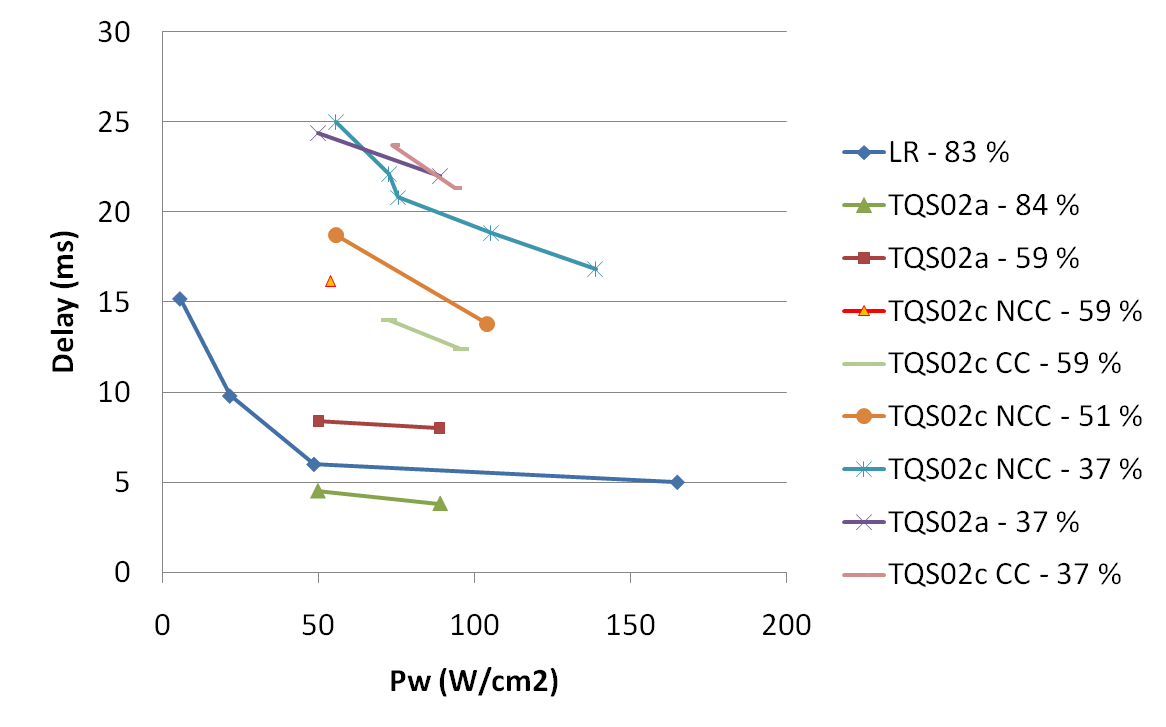 30
25
20
15
10
5
0
Delay (ms)
0 50 100 150 200
Pw (W/cm2)
LR - 83 %
TQS02a - 84 %
TQS02a - 59 %
TQS02c NCC - 59 %
TQS02c CC - 59 %
TQS02c NCC - 51 %
TQS02c NCC - 37 %
TQS02a - 37 %
TQS02c CC - 37 %